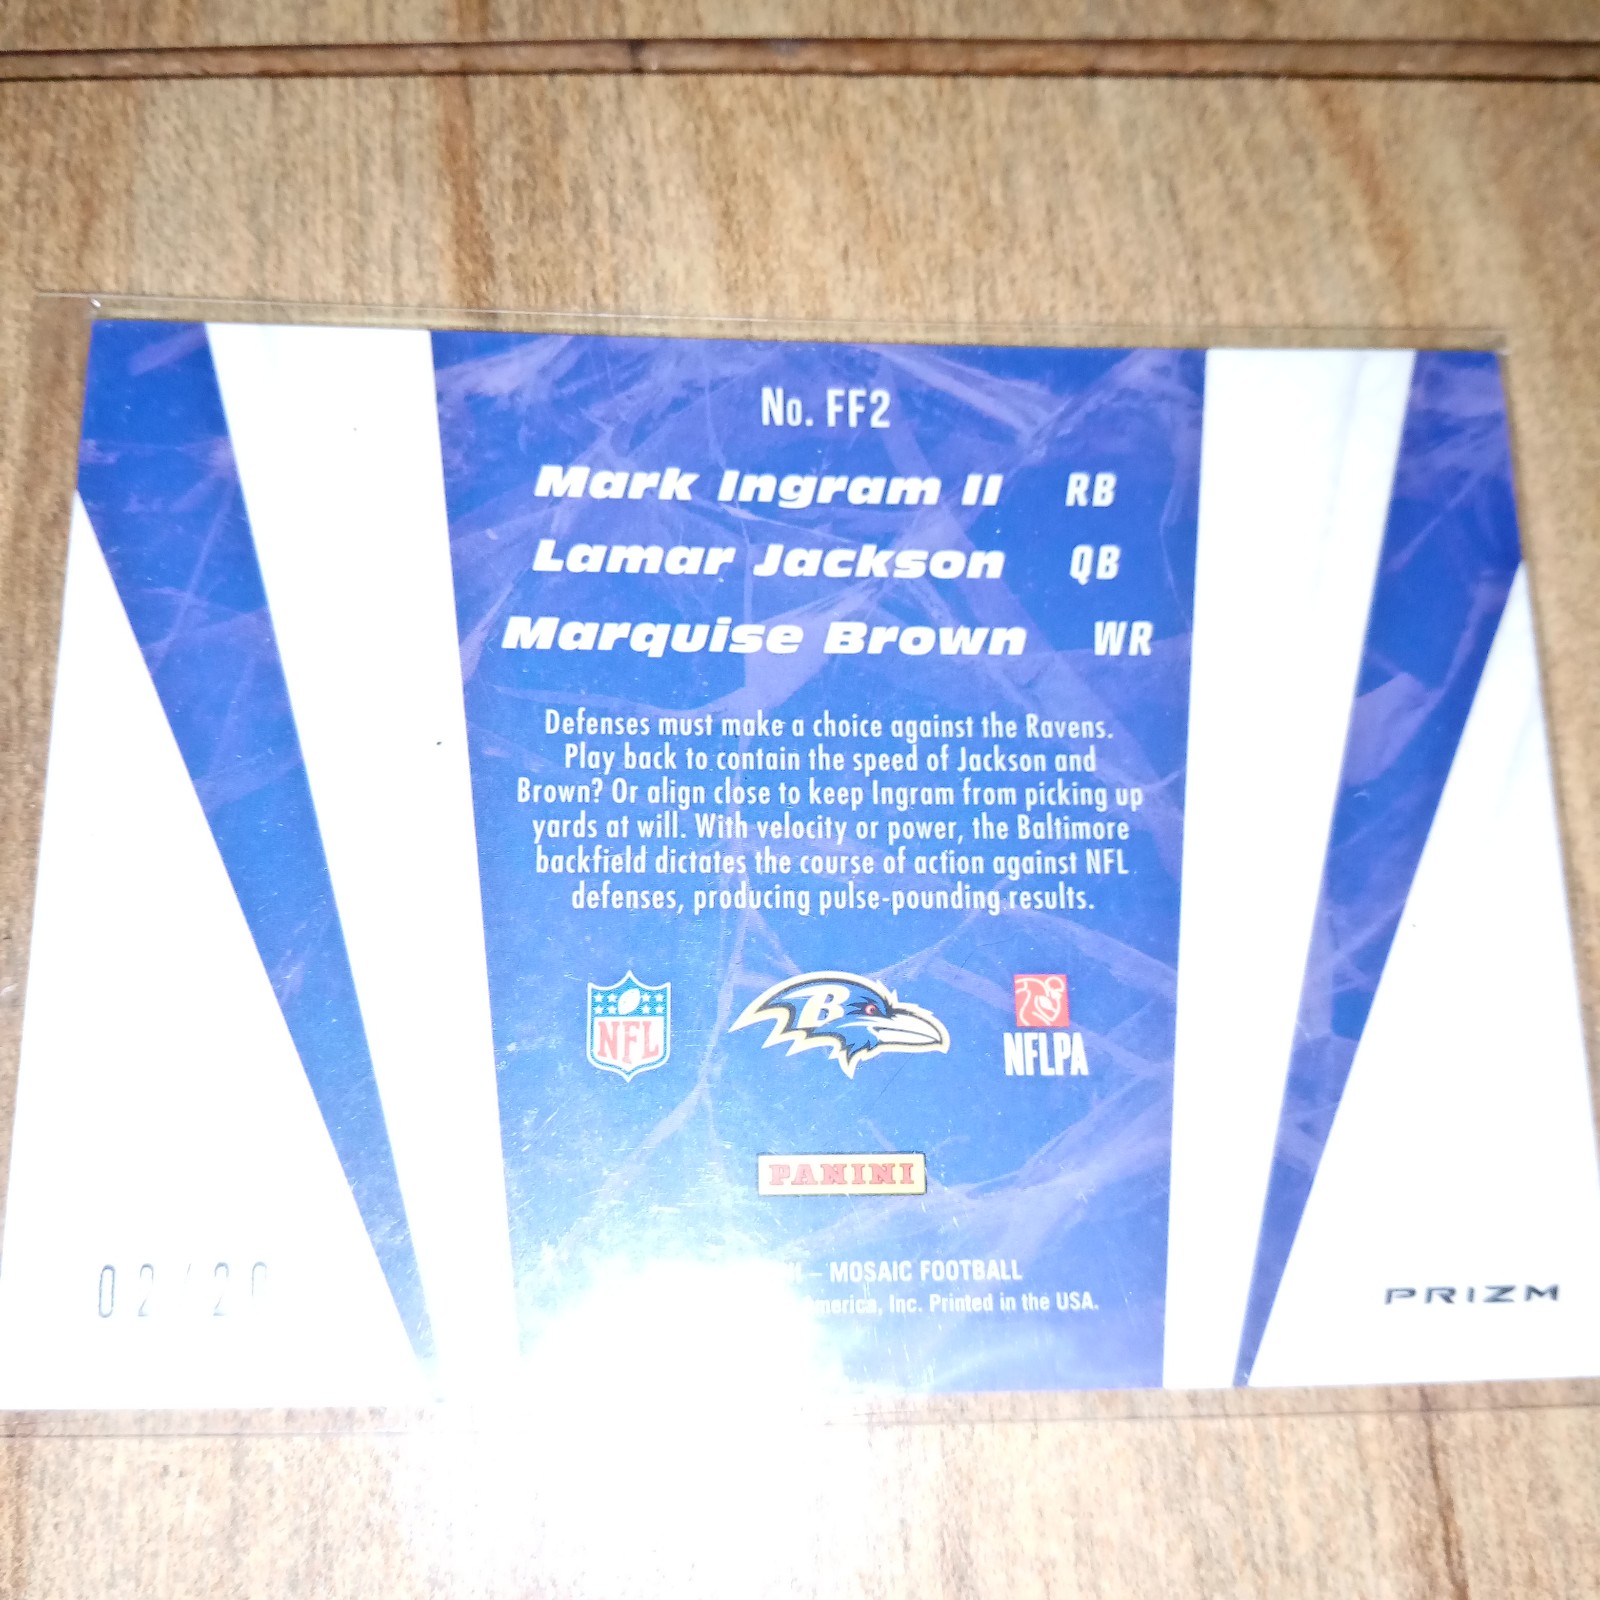 No. FF2
Mark Ingram II RB
Lamar Jackson QB
Marquise Brown WR
Defenses must make a choice against the Ravens.
Play back to contain the speed of Jackson and
Brown? Or align close to keep Ingram from picking up
yards at will. With velocity or power, the Baltimore
backfield dictates the course of action against NFL
defenses, producing pulse-pounding results.
NFL
B
NFLPA
PANINI
– MOSAIC FOOTBALL
Inc. Printed in the USA.
02/20
PRIZM